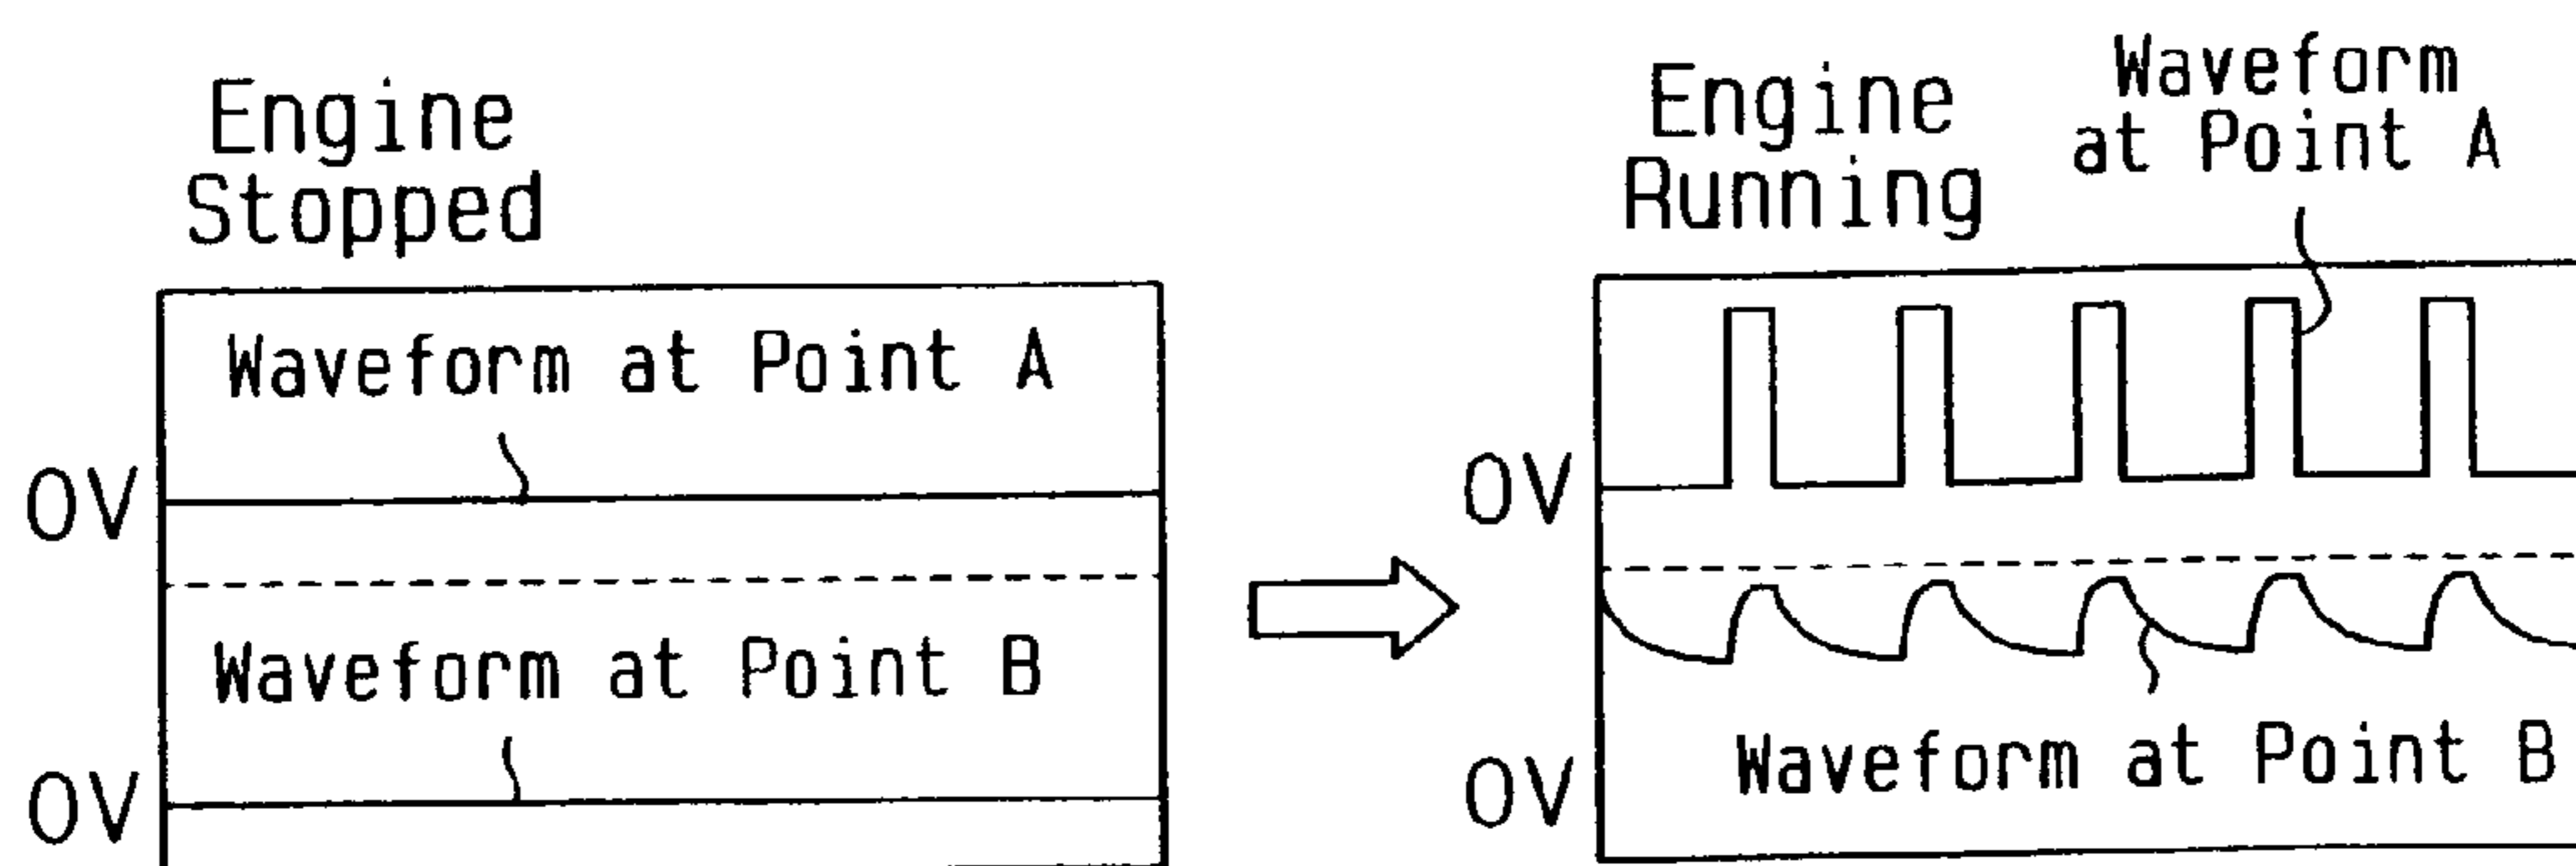 Engine
Stopped
Waveform at Point A
0V
Waveform at Point B
0V
Engine
Running
Waveform
at Point A
0V
Waveform at Point B
0V